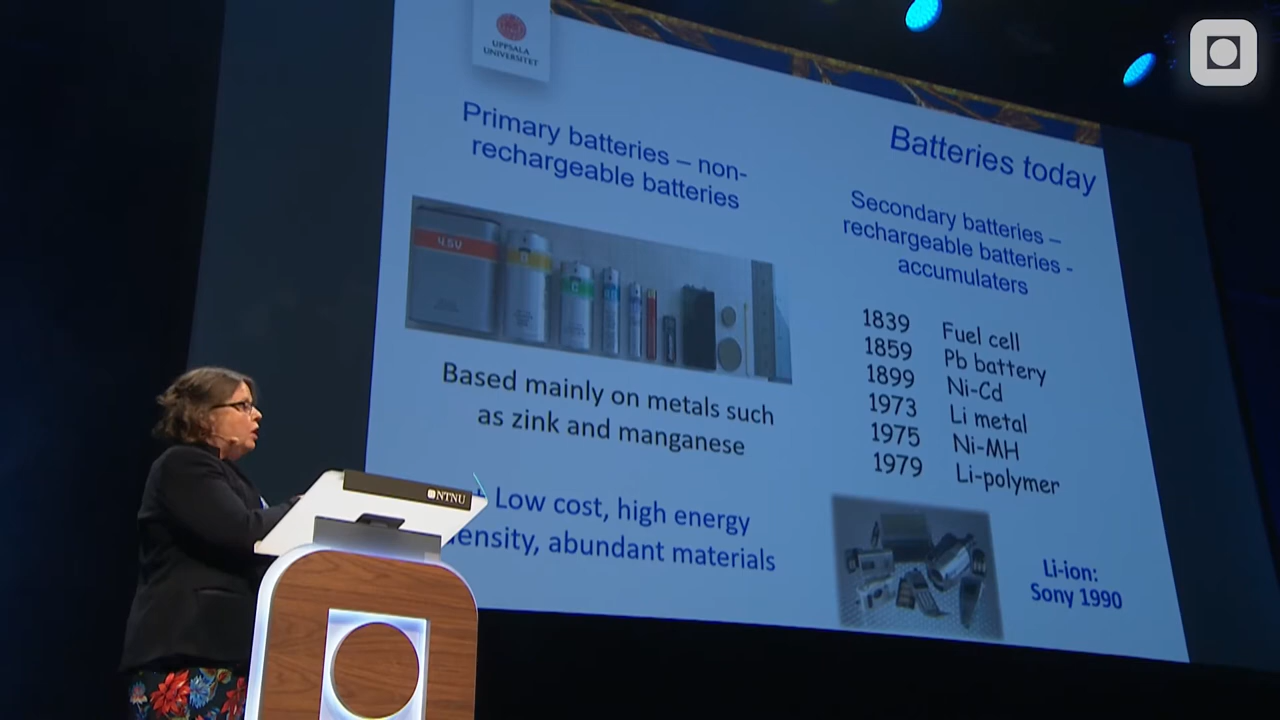 UPPSALA
UNIVERSITET
Batteries today
Primary batteries – non-
rechargeable batteries
4.5V
Based mainly on metals such
as zink and manganese
Low cost, high energy
density, abundant materials
Secondary batteries –
rechargeable batteries -
accumulaters
1839 Fuel cell
1859 Pb battery
1899 Ni-Cd
1973 Li metal
1975 Ni-MH
1979 Li-polymer
Li-ion:
Sony 1990
NTNU